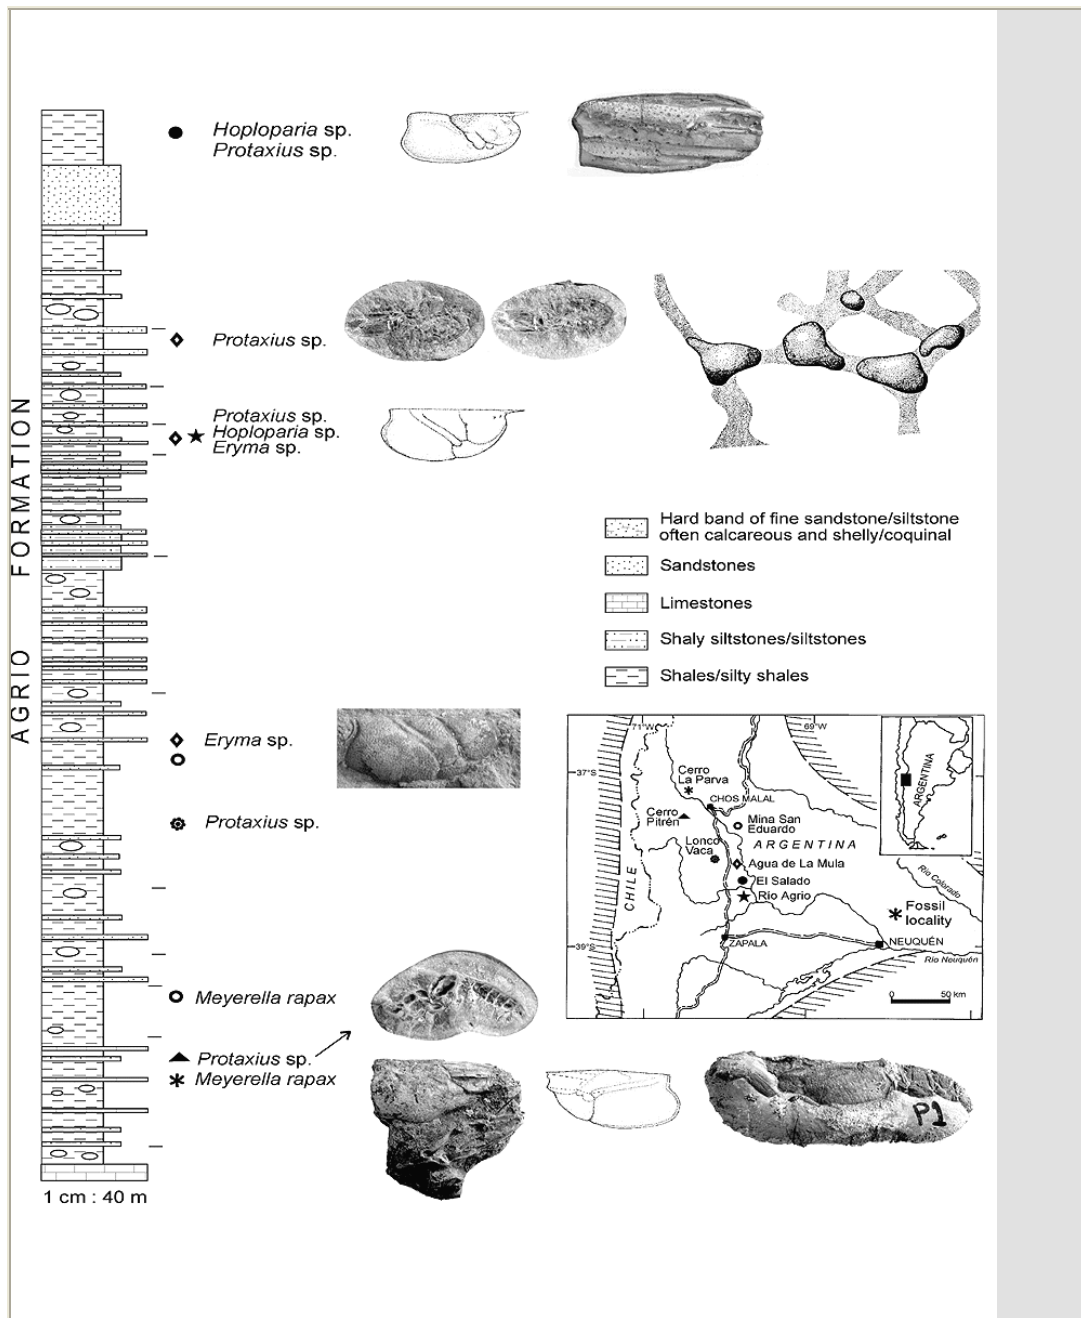 Hoploparia sp.
Protaxius sp.
Protaxius sp.
Protaxius sp.
Hoploparia sp.
Eryma sp.
AGRIO FORMATION
Hard band of fine sandstone/siltstone
often calcareous and shelly/coquinal
Sandstones
Limestones
Shaly siltstones/siltstones
Shales/silty shales
Eryma sp.
Protaxius sp.
71°W
69°W
37°S
Cerro
La Parva
CHOS MALAL
Cerro
Pitrén
Mina San
Eduardo
ARGENTINA
ARGENTINA
Lonco
Vaca
Agua de La Mula
El Salado
Río Agrio
CHILE
Río Colorado
Fossil
locality
39°S
ZAPALA
NEUQUÉN
Río Neuquén
0 50 km
Meyerella rapax
Protaxius sp.
Meyerella rapax
P1
1 cm : 40 m